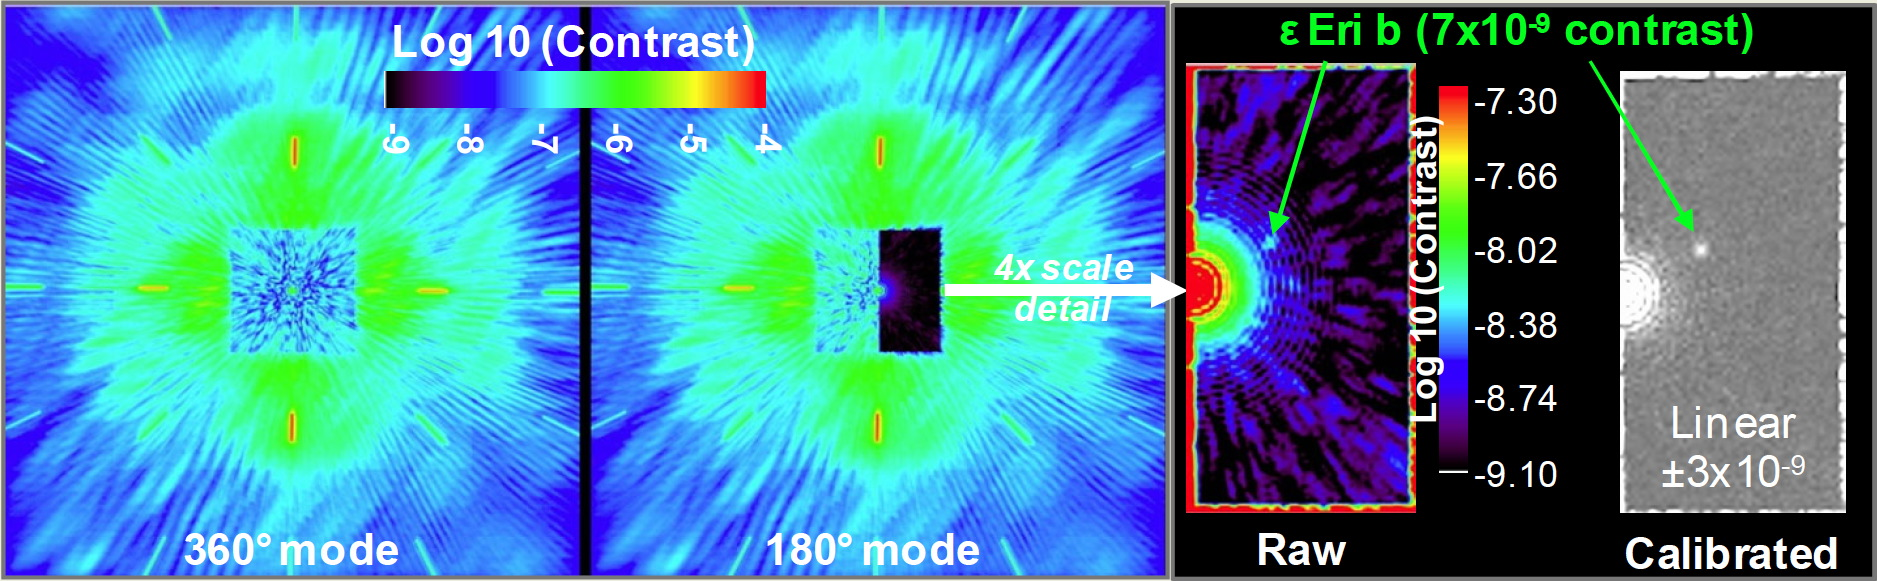 Log 10 (Contrast)
-9 -8 -7 -6 -5 -4
360° mode
180° mode
4x scale
detail
ε Eri b (7x10-9 contrast)
Log 10 (Contrast)
-7.30
-7.66
-8.02
-8.38
-8.74
-9.10
Raw
Linear
±3x10-9
Calibrated